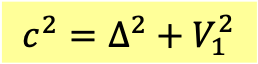 c² = Δ² + V₁²